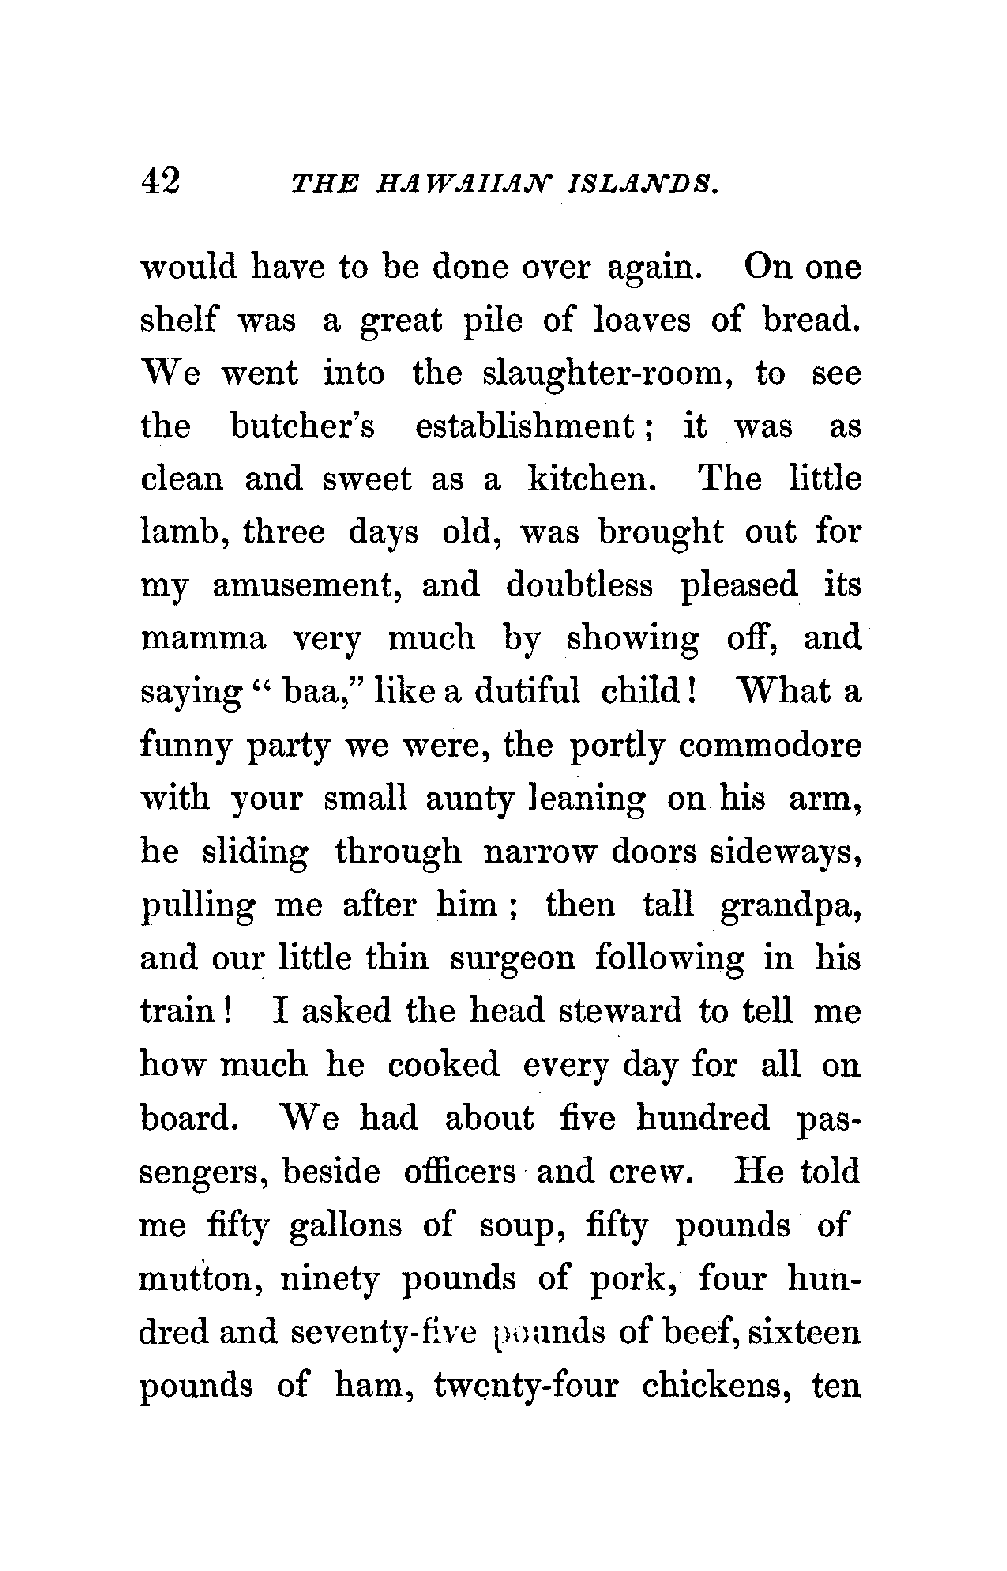 42 THE HAWAIIAN ISLANDS.
would have to be done over again. On one
shelf was a great pile of loaves of bread.
We went into the slaughter-room, to see
the butcher's establishment; it was as
clean and sweet as a kitchen. The little
lamb, three days old, was brought out for
my amusement, and doubtless pleased its
mamma very much by showing off, and
saying “ baa,” like a dutiful child! What a
funny party we were, the portly commodore
with your small aunty leaning on his arm,
he sliding through narrow doors sideways,
pulling me after him ; then tall grandpa,
and our little thin surgeon following in his
train! I asked the head steward to tell me
how much he cooked every day for all on
board. We had about five hundred pas-
sengers, beside officers and crew. He told
me fifty gallons of soup, fifty pounds of
mutton, ninety pounds of pork, four hun-
dred and seventy-five pounds of beef, sixteen
pounds of ham, twenty-four chickens, ten